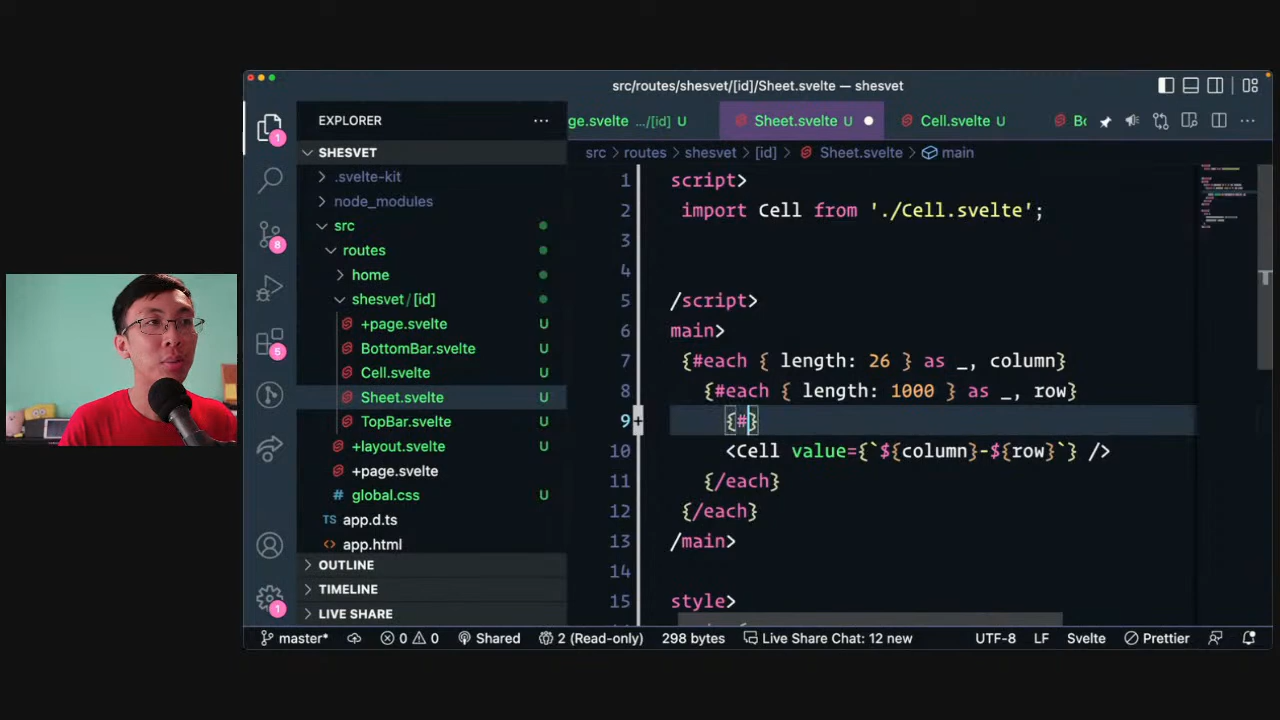 src/routes/shesvet/[id]/Sheet.svelte — shesvet
EXPLORER
ge.svelte .../[id] U
Sheet.svelte U
Cell.svelte U
Bo
SHESVET
src > routes > shesvet > [id] > Sheet.svelte > main
.svelte-kit
node_modules
src
routes
home
shesvet/[id]
+page.svelte U
BottomBar.svelte U
Cell.svelte U
Sheet.svelte U
TopBar.svelte U
+layout.svelte U
+page.svelte
global.css U
TS app.d.ts
app.html
OUTLINE
TIMELINE
LIVE SHARE
1
8
5
1
1 script>
2 import Cell from './Cell.svelte';
3
4
5 /script>
6 main>
7 {#each { length: 26 } as _, column}
8 {#each { length: 1000 } as _, row}
9 {#}
10 <Cell value={`${column}-${row}`} />
11 {/each}
12 {/each}
13 /main>
14
15 style>
master* 0 0 Shared 2 (Read-only) 298 bytes Live Share Chat: 12 new UTF-8 LF Svelte Prettier